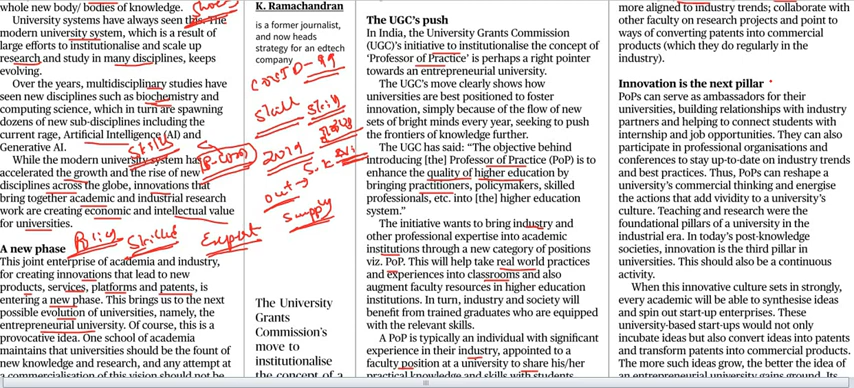 whole new body/ bodies of knowledge.
University systems have always seen this. The
modern university system, which is a result of
large efforts to institutionalise and scale up
research and study in many disciplines, keeps
evolving.
Over the years, multidisciplinary studies have
seen new disciplines such as biochemistry and
computing science, which in turn are spawning
dozens of new sub-disciplines including the
current rage, Artificial Intelligence (AI) and
Generative AI.
While the modern university system has
accelerated the growth and the rise of new
disciplines across the globe, innovations that
bring together academic and industrial research
work are creating economic and intellectual value
for universities.
A new phase
This joint enterprise of academia and industry,
for creating innovations that lead to new
products, services, platforms and patents, is
entering a new phase. This brings us to the next
possible evolution of universities, namely, the
entrepreneurial university. Of course, this is a
provocative idea. One school of academia
maintains that universities should be the fount of
new knowledge and research, and any attempt at
a commercialisation of this vision should not be
Skills
B.com
Skilled
Expert
K. Ramachandran
is a former journalist,
and now heads
strategy for an edtech
company
COVID-19
Skill
2019
out →
Supply
The University
Grants
Commission's
move to
institutionalise
the concept of a
The UGC's push
In India, the University Grants Commission
(UGC)'s initiative to institutionalise the concept of
'Professor of Practice' is perhaps a right pointer
towards an entrepreneurial university.
The UGC's move clearly shows how
universities are best positioned to foster
innovation, simply because of the flow of new
sets of bright minds every year, seeking to push
the frontiers of knowledge further.
The UGC has said: "The objective behind
introducing [the] Professor of Practice (PoP) is to
enhance the quality of higher education by
bringing practitioners, policymakers, skilled
professionals, etc. into [the] higher education
system."
The initiative wants to bring industry and
other professional expertise into academic
institutions through a new category of positions
viz. PoP. This will help take real world practices
and experiences into classrooms and also
augment faculty resources in higher education
institutions. In turn, industry and society will
benefit from trained graduates who are equipped
with the relevant skills.
A PoP is typically an individual with significant
experience in their industry, appointed to a
faculty position at a university to share his/her
practical knowledge and skills with students
more aligned to industry trends; collaborate with
other faculty on research projects and point to
ways of converting patents into commercial
products (which they do regularly in the
industry).
Innovation is the next pillar
PoPs can serve as ambassadors for their
universities, building relationships with industry
partners and helping to connect students with
internship and job opportunities. They can also
participate in professional organisations and
conferences to stay up-to-date on industry trends
and best practices. Thus, PoPs can reshape a
university's commercial thinking and energise
the actions that add vividity to a university's
culture. Teaching and research were the
foundational pillars of a university in the
industrial era. In today's post-knowledge
societies, innovation is the third pillar in
universities. This should also be a continuous
activity.
When this innovative culture sets in strongly,
every academic will be able to synthesise ideas
and spin out start-up enterprises. These
university-based start-ups would not only
incubate ideas but also convert ideas into patents
and transform patents into commercial products.
The more such ideas grow, the better the idea of
an entrepreneurial university gaining ground. Its